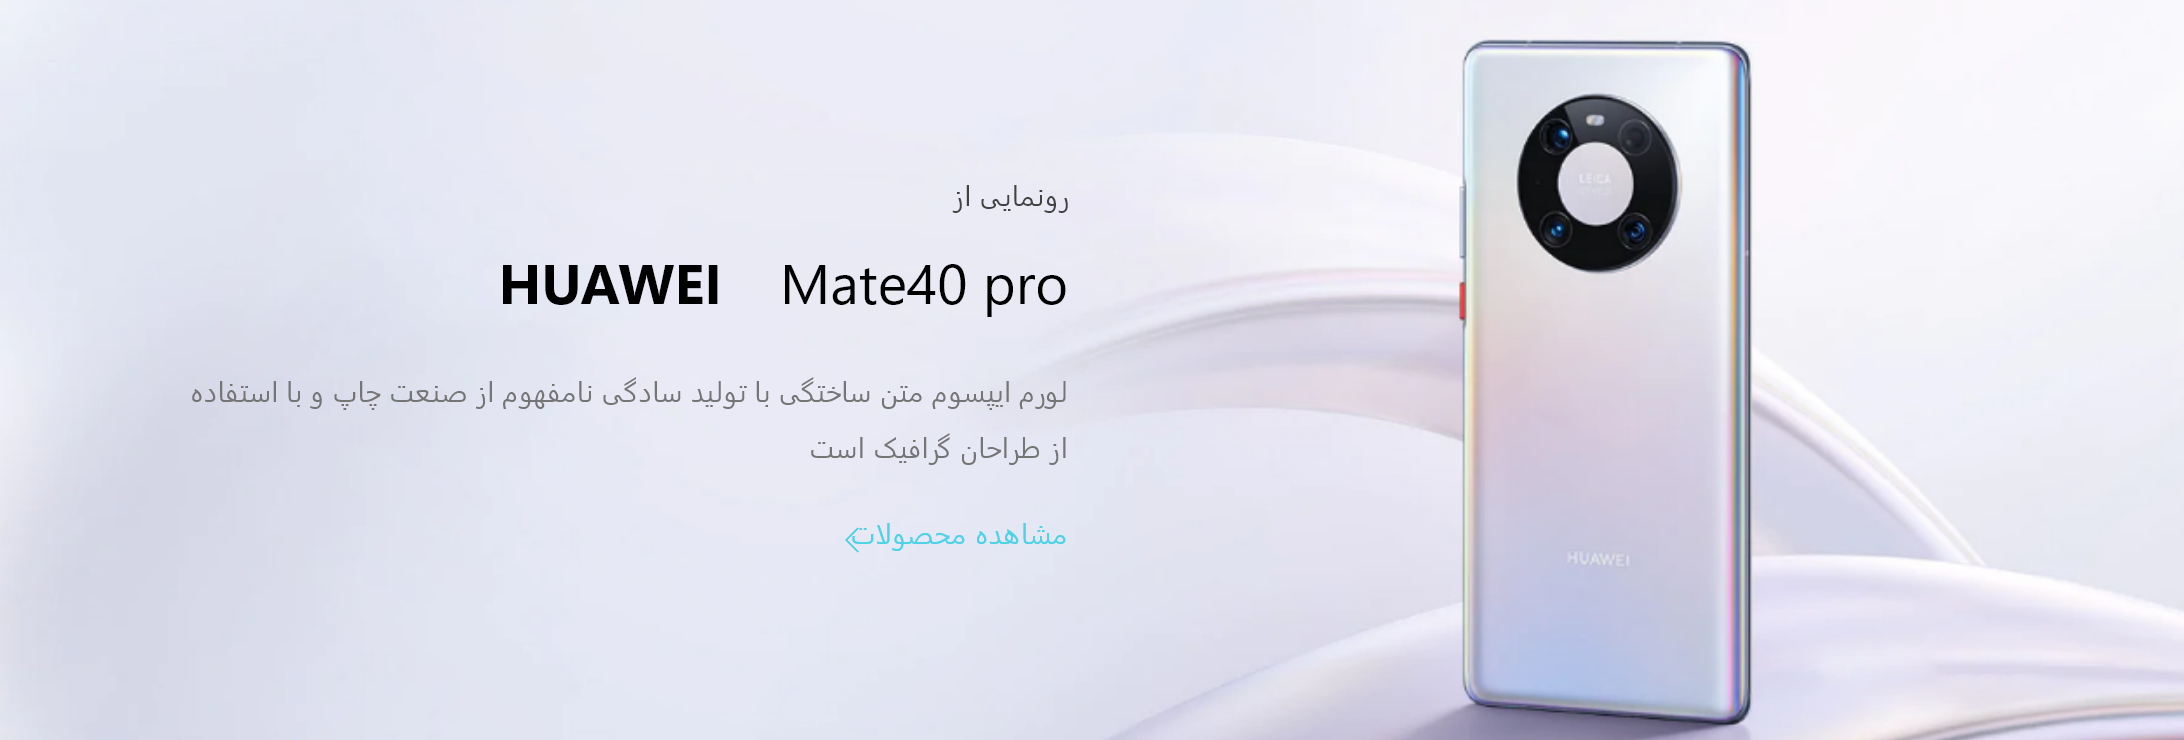 رونمایی از
HUAWEI Mate40 pro
لورم ایپسوم متن ساختگی با تولید سادگی نامفهوم از صنعت چاپ و با استفاده
از طراحان گرافیک است
مشاهده محصولات
LEICA
HUAWEI